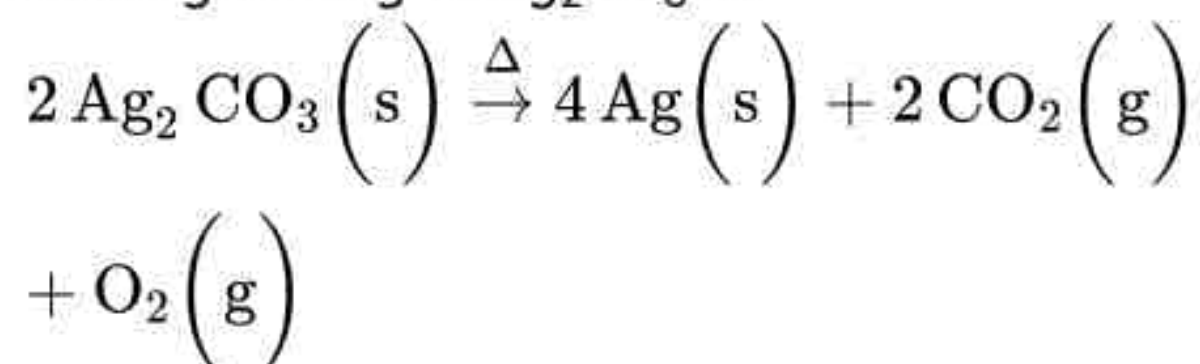 2 Ag₂ CO₃(s) →^Δ 4 Ag(s) + 2 CO₂(g)
+ O₂(g)